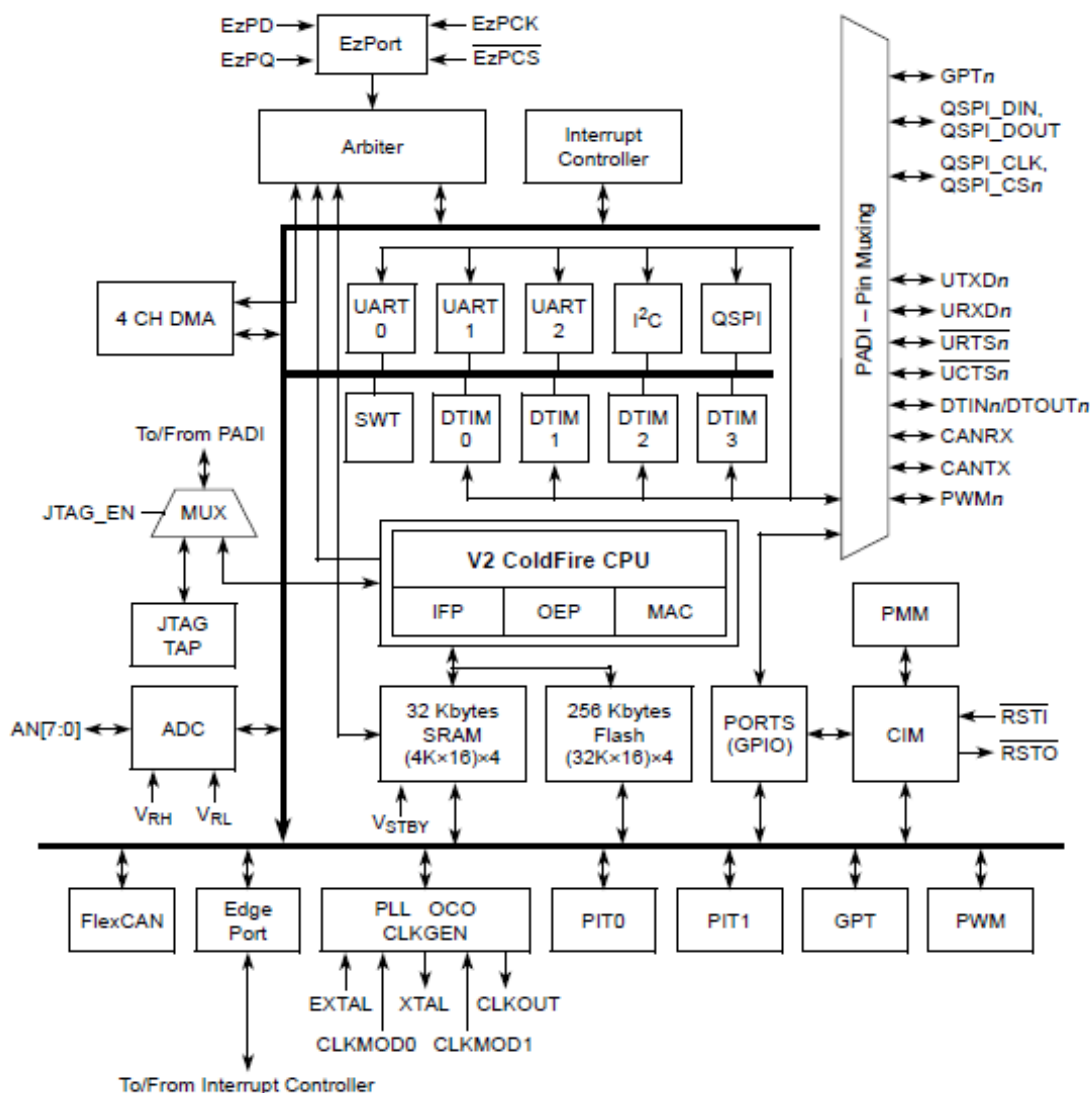 EzPD
EzPQ
EzPort
EzPCK
EzPCS
Arbiter
Interrupt
Controller
4 CH DMA
UART
0
UART
1
UART
2
I²C
QSPI
SWT
DTIM
0
DTIM
1
DTIM
2
DTIM
3
PADI – Pin Muxing
GPTn
QSPI_DIN,
QSPI_DOUT
QSPI_CLK,
QSPI_CSn
UTXDn
URXDn
URTSn
UCTSn
DTINn/DTOUTn
CANRX
CANTX
PWMn
To/From PADI
JTAG_EN
MUX
JTAG
TAP
V2 ColdFire CPU
IFP
OEP
MAC
PMM
AN[7:0]
ADC
VRH
VRL
32 Kbytes
SRAM
(4K×16)×4
VSTBY
256 Kbytes
Flash
(32K×16)×4
PORTS
(GPIO)
CIM
RSTI
RSTO
FlexCAN
Edge
Port
PLL OCO
CLKGEN
PIT0
PIT1
GPT
PWM
EXTAL
XTAL
CLKOUT
CLKMOD0
CLKMOD1
To/From Interrupt Controller